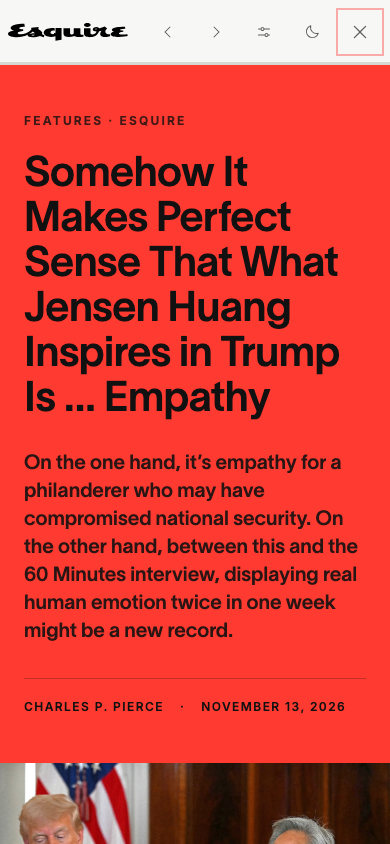 Esquire
FEATURES · ESQUIRE
Somehow It
Makes Perfect
Sense That What
Jensen Huang
Inspires in Trump
Is ... Empathy
On the one hand, it’s empathy for a
philanderer who may have
compromised national security. On
the other hand, between this and the
60 Minutes interview, displaying real
human emotion twice in one week
might be a new record.
CHARLES P. PIERCE · NOVEMBER 13, 2026